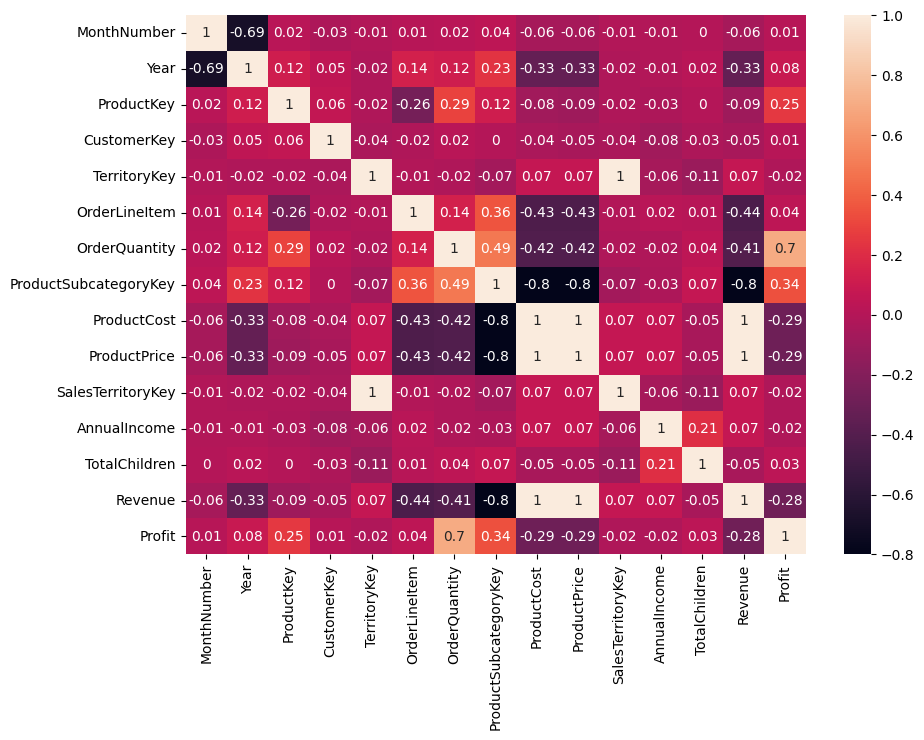 MonthNumber 1 -0.69 0.02 -0.03 -0.01 0.01 0.02 0.04 -0.06 -0.06 -0.01 -0.01 0 -0.06 0.01
Year -0.69 1 0.12 0.05 -0.02 0.14 0.12 0.23 -0.33 -0.33 -0.02 -0.01 0.02 -0.33 0.08
ProductKey 0.02 0.12 1 0.06 -0.02 -0.26 0.29 0.12 -0.08 -0.09 -0.02 -0.03 0 -0.09 0.25
CustomerKey -0.03 0.05 0.06 1 -0.04 -0.02 0.02 0 -0.04 -0.05 -0.04 -0.08 -0.03 -0.05 0.01
TerritoryKey -0.01 -0.02 -0.02 -0.04 1 -0.01 -0.02 -0.07 0.07 0.07 1 -0.06 -0.11 0.07 -0.02
OrderLineItem 0.01 0.14 -0.26 -0.02 -0.01 1 0.14 0.36 -0.43 -0.43 -0.01 0.02 0.01 -0.44 0.04
OrderQuantity 0.02 0.12 0.29 0.02 -0.02 0.14 1 0.49 -0.42 -0.42 -0.02 -0.02 0.04 -0.41 0.7
ProductSubcategoryKey 0.04 0.23 0.12 0 -0.07 0.36 0.49 1 -0.8 -0.8 -0.07 -0.03 0.07 -0.8 0.34
ProductCost -0.06 -0.33 -0.08 -0.04 0.07 -0.43 -0.42 -0.8 1 1 0.07 0.07 -0.05 1 -0.29
ProductPrice -0.06 -0.33 -0.09 -0.05 0.07 -0.43 -0.42 -0.8 1 1 0.07 0.07 -0.05 1 -0.29
SalesTerritoryKey -0.01 -0.02 -0.02 -0.04 1 -0.01 -0.02 -0.07 0.07 0.07 1 -0.06 -0.11 0.07 -0.02
AnnualIncome -0.01 -0.01 -0.03 -0.08 -0.06 0.02 -0.02 -0.03 0.07 0.07 -0.06 1 0.21 0.07 -0.02
TotalChildren 0 0.02 0 -0.03 -0.11 0.01 0.04 0.07 -0.05 -0.05 -0.11 0.21 1 -0.05 0.03
Revenue -0.06 -0.33 -0.09 -0.05 0.07 -0.44 -0.41 -0.8 1 1 0.07 0.07 -0.05 1 -0.28
Profit 0.01 0.08 0.25 0.01 -0.02 0.04 0.7 0.34 -0.29 -0.29 -0.02 -0.02 0.03 -0.28 1
MonthNumber
Year
ProductKey
CustomerKey
TerritoryKey
OrderLineItem
OrderQuantity
ProductSubcategoryKey
ProductCost
ProductPrice
SalesTerritoryKey
AnnualIncome
TotalChildren
Revenue
Profit
1.0
0.8
0.6
0.4
0.2
0.0
−0.2
−0.4
−0.6
−0.8